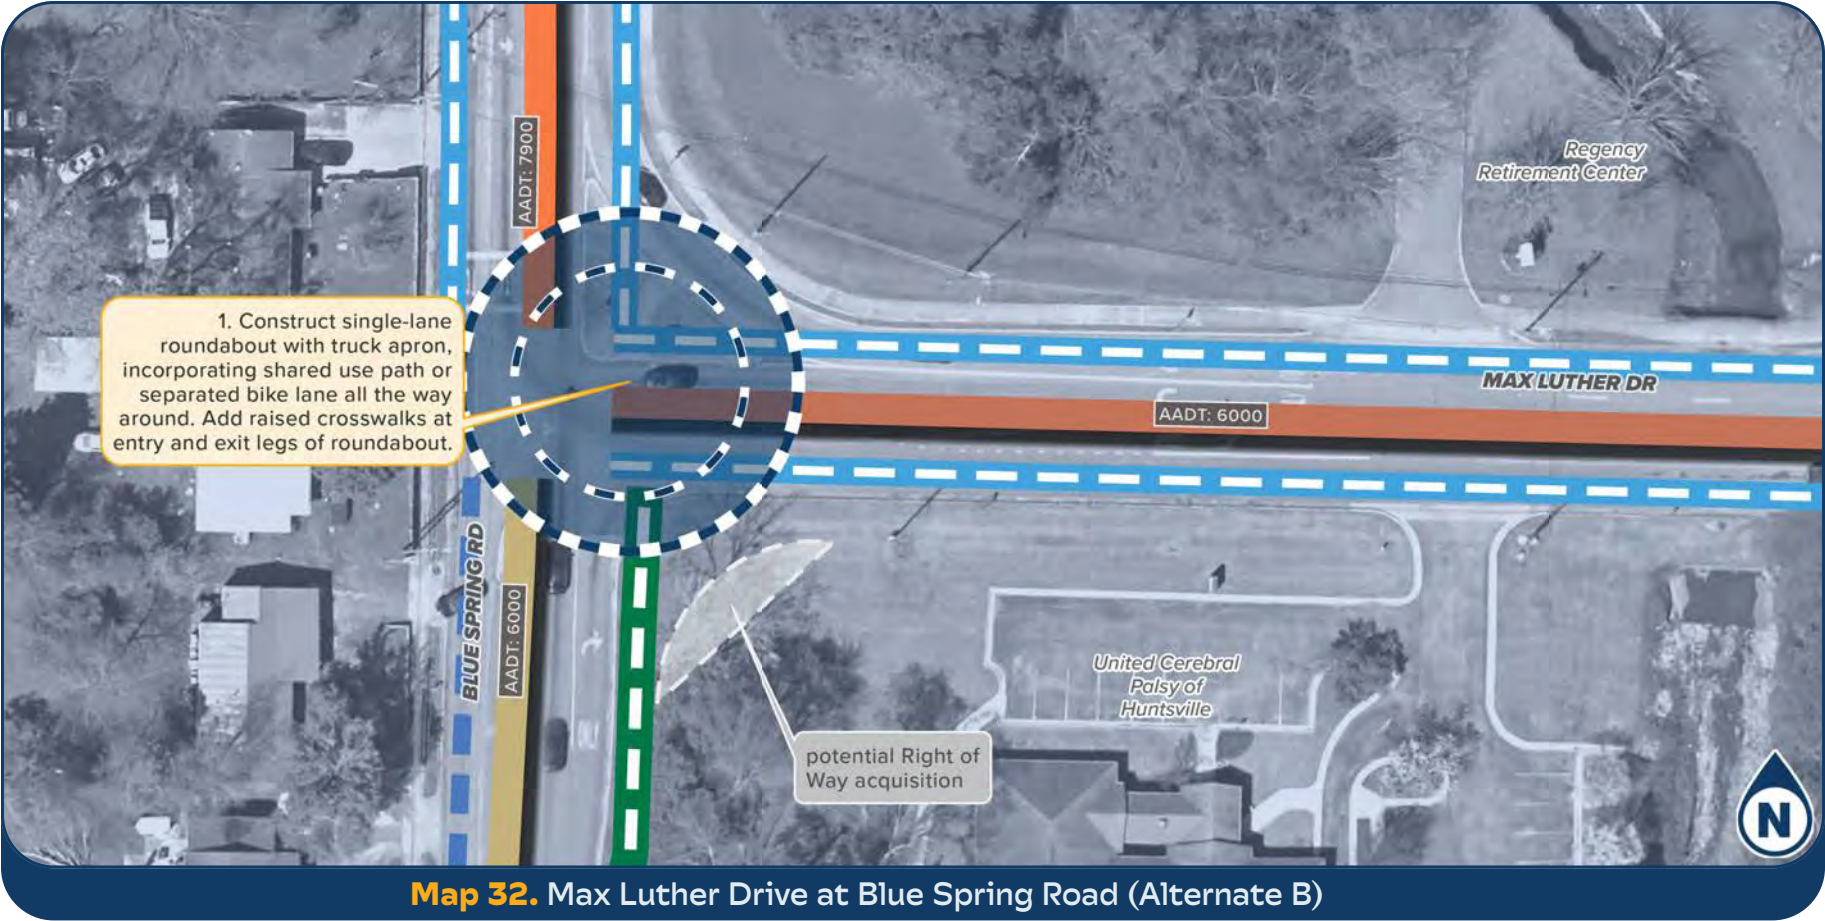 AADT: 7900
Regency
Retirement Center
1. Construct single-lane
roundabout with truck apron,
incorporating shared use path or
separated bike lane all the way
around. Add raised crosswalks at
entry and exit legs of roundabout.
MAX LUTHER DR
AADT: 6000
BLUE SPRING RD
AADT: 6000
United Cerebral
Palsy of
Huntsville
potential Right of
Way acquisition
N
Map 32. Max Luther Drive at Blue Spring Road (Alternate B)